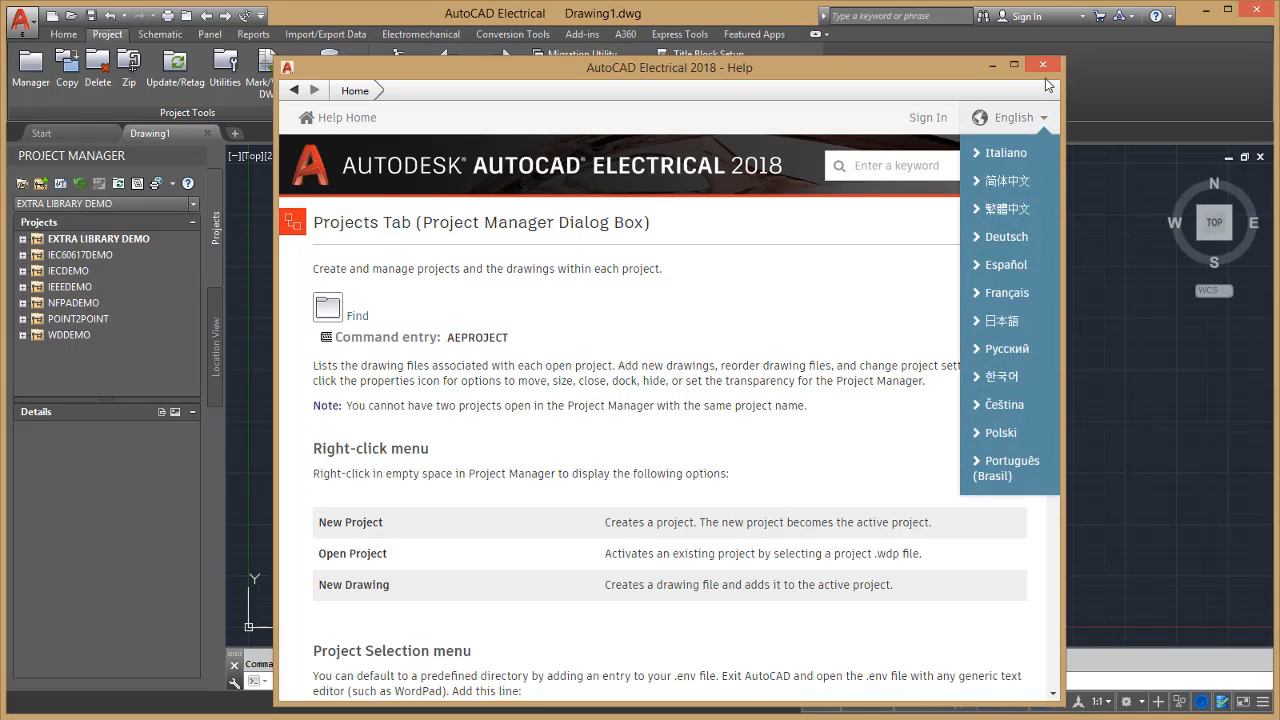 AutoCAD Electrical Drawing1.dwg
Type a keyword or phrase
Sign In
Home Project Schematic Panel Reports Import/Export Data Electromechanical Conversion Tools Add-ins A360 Express Tools Featured Apps
Migration Utility Title Block Setup
Manager Copy Delete Zip Update/Retag Utilities Mark/V
DW
Project Tools
Start Drawing1
[−][Top][2
PROJECT MANAGER
EXTRA LIBRARY DEMO
Projects
EXTRA LIBRARY DEMO
IEC60617DEMO
IECDEMO
IEEEDEMO
NFPADEMO
POINT2POINT
WDDEMO
Details
Projects
Location View
AutoCAD Electrical 2018 - Help
Home
Help Home
Sign In
English
AUTODESK® AUTOCAD® ELECTRICAL 2018
Enter a keyword
Italiano
简体中文
繁體中文
Deutsch
Español
Français
日本語
Русский
한국어
Čeština
Polski
Português
(Brasil)
Projects Tab (Project Manager Dialog Box)
Create and manage projects and the drawings within each project.
Find
Command entry: AEPROJECT
Lists the drawing files associated with each open project. Add new drawings, reorder drawing files, and change project sett
click the properties icon for options to move, size, close, dock, hide, or set the transparency for the Project Manager.
Note: You cannot have two projects open in the Project Manager with the same project name.
Right-click menu
Right-click in empty space in Project Manager to display the following options:
New Project Creates a project. The new project becomes the active project.
Open Project Activates an existing project by selecting a project .wdp file.
New Drawing Creates a drawing file and adds it to the active project.
Project Selection menu
You can default to a predefined directory by adding an entry to your .env file. Exit AutoCAD and open the .env file with any generic text
editor (such as WordPad). Add this line:
N
W TOP E
S
WCS
Y
Comma
1:1